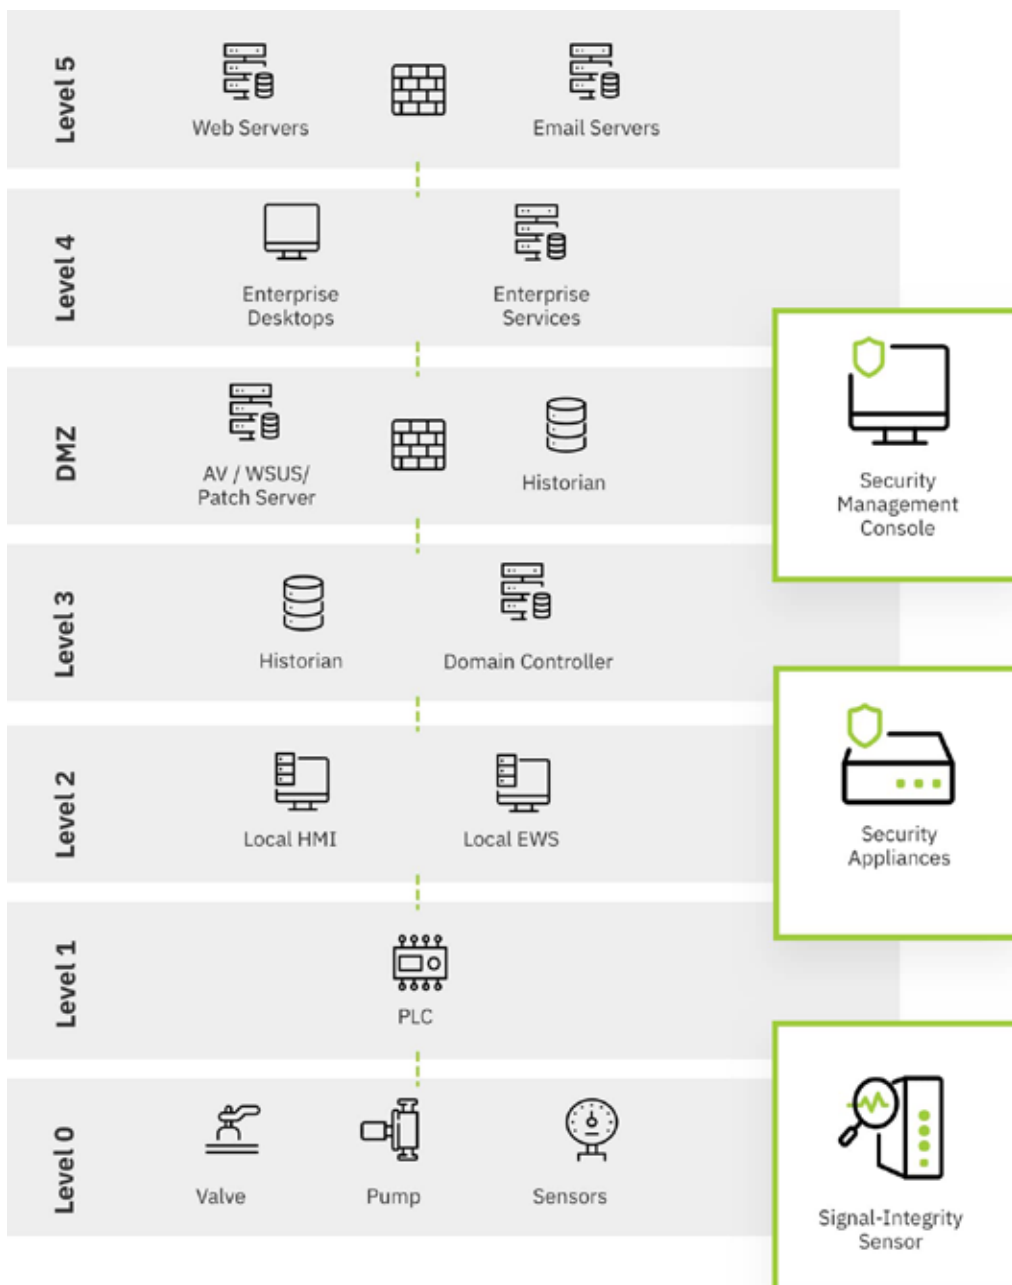 Level 5
Web Servers
Email Servers
Level 4
Enterprise
Desktops
Enterprise
Services
DMZ
AV / WSUS/
Patch Server
Historian
Security
Management
Console
Level 3
Historian
Domain Controller
Level 2
Local HMI
Local EWS
Security
Appliances
Level 1
PLC
Level 0
Valve
Pump
Sensors
Signal-Integrity
Sensor